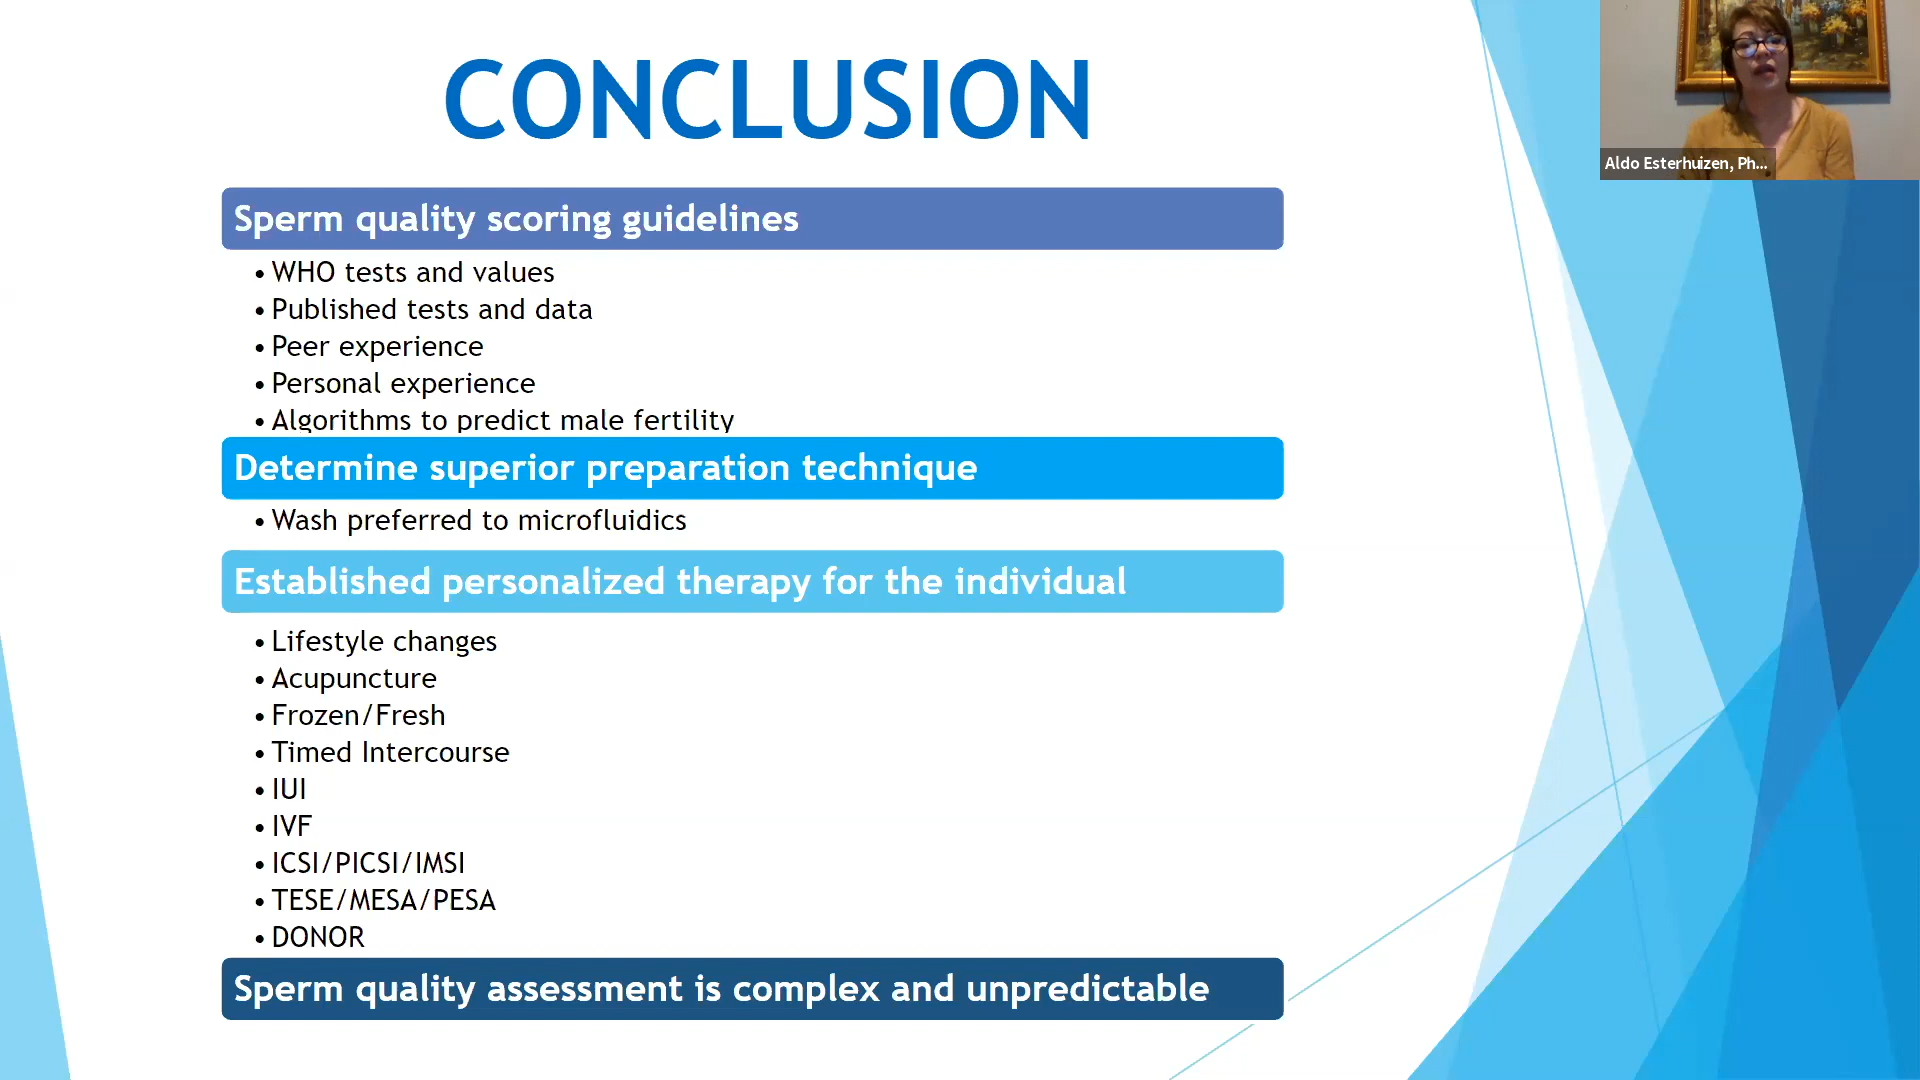 CONCLUSION
Aldo Esterhuizen, Ph...
Sperm quality scoring guidelines
• WHO tests and values
• Published tests and data
• Peer experience
• Personal experience
• Algorithms to predict male fertility
Determine superior preparation technique
• Wash preferred to microfluidics
Established personalized therapy for the individual
• Lifestyle changes
• Acupuncture
• Frozen/Fresh
• Timed Intercourse
• IUI
• IVF
• ICSI/PICSI/IMSI
• TESE/MESA/PESA
• DONOR
Sperm quality assessment is complex and unpredictable